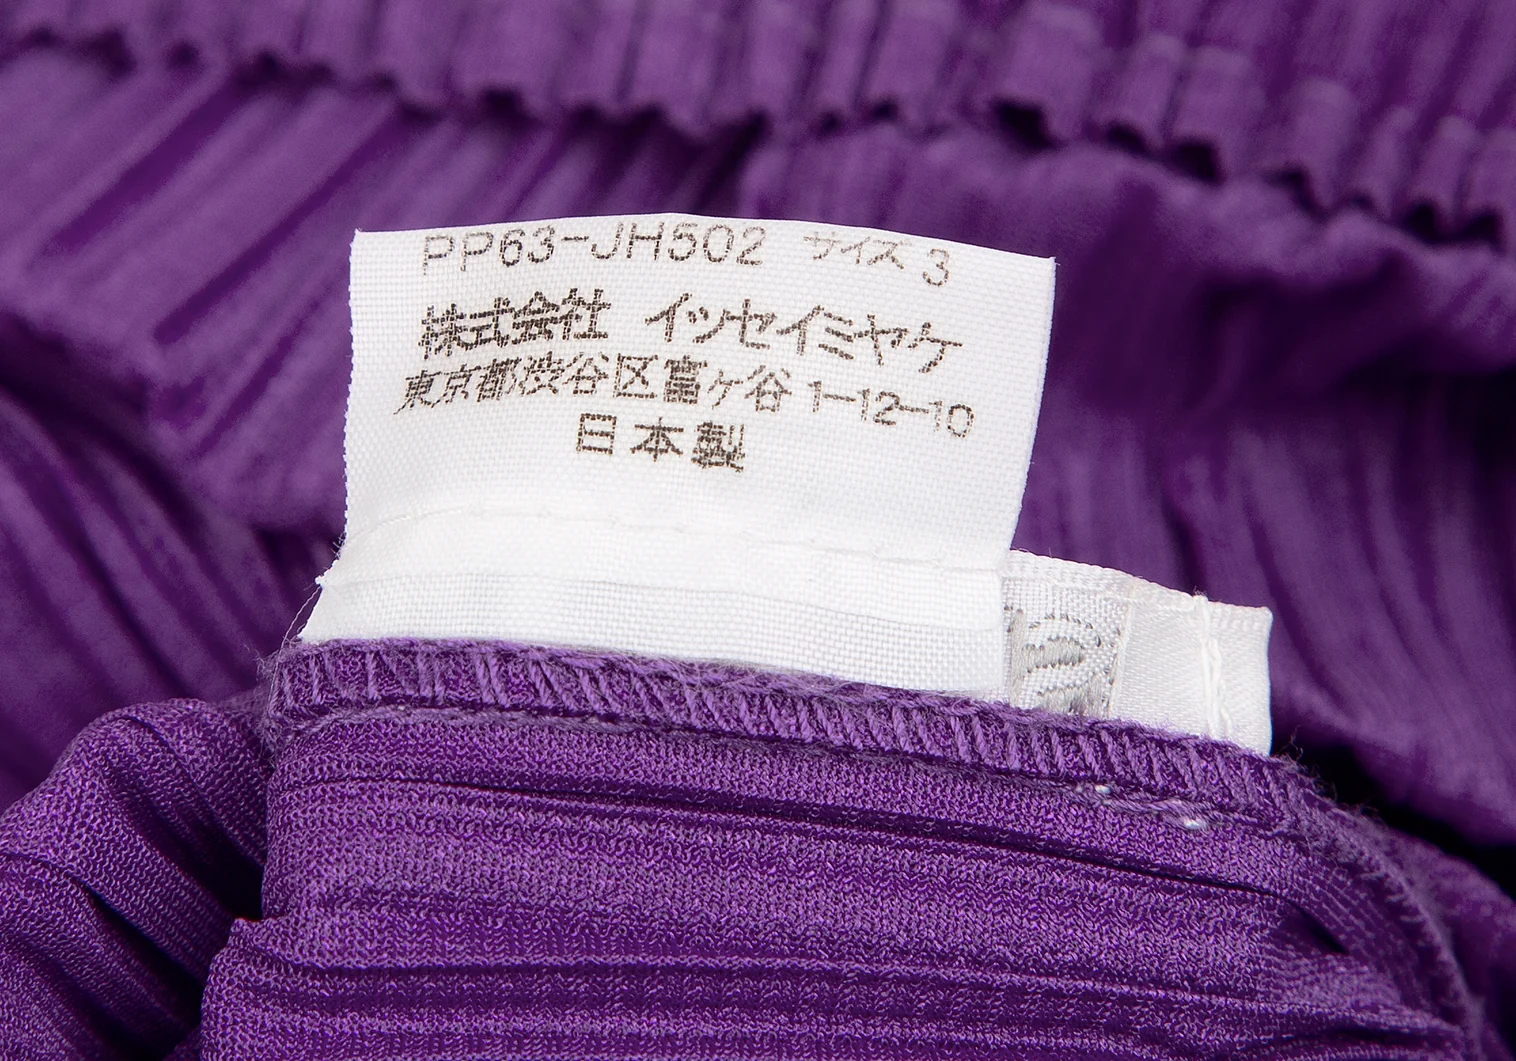 PP63-JH502 サイズ 3
株式会社 イッセイミヤケ
東京都渋谷区富ヶ谷 1-12-10
日本製